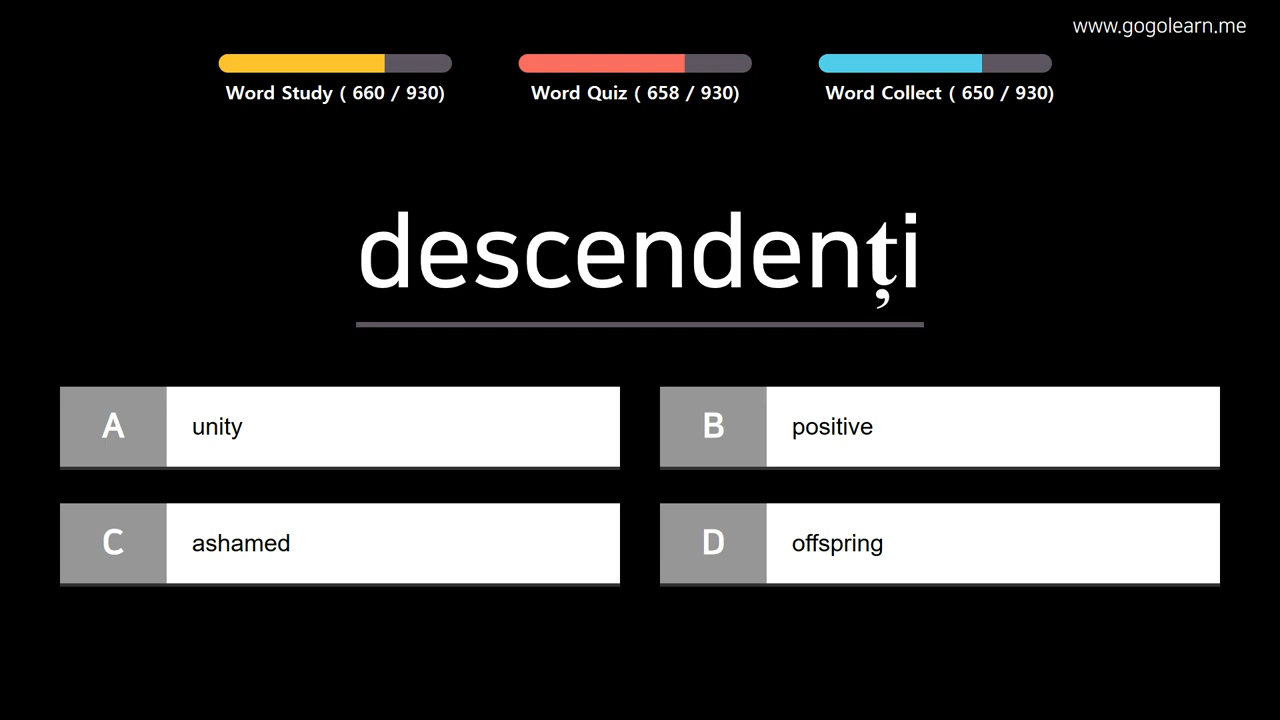 www.gogolearn.me
Word Study ( 660 / 930)
Word Quiz ( 658 / 930)
Word Collect ( 650 / 930)
descendenți
A unity
B positive
C ashamed
D offspring